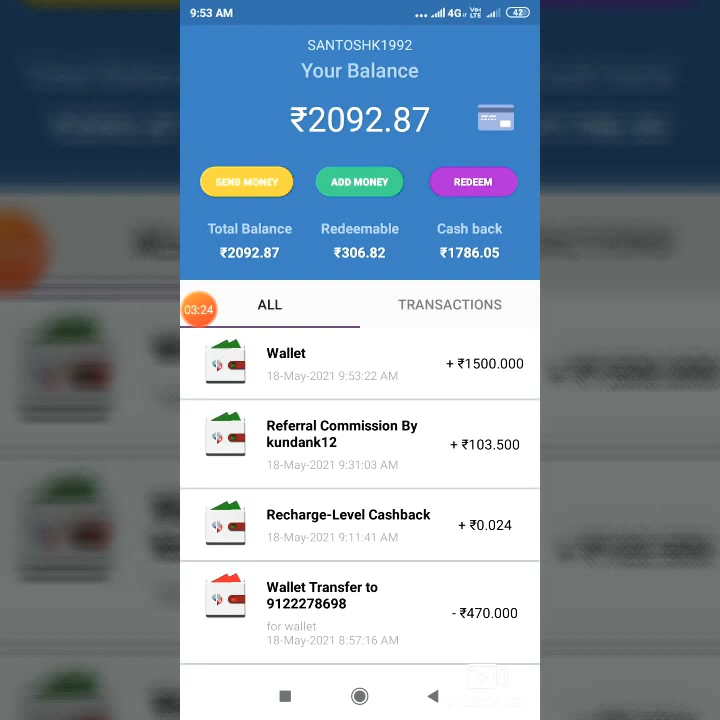 9:53 AM
4G
Vo
LTE
42
SANTOSHK1992
Your Balance
₹2092.87
SEND MONEY
ADD MONEY
REDEEM
Total Balance
Redeemable
Cash back
₹2092.87
₹306.82
₹1786.05
03:24
ALL
TRANSACTIONS
Wallet
+ ₹1500.000
18-May-2021 9:53:22 AM
Referral Commission By
kundank12
+ ₹103.500
18-May-2021 9:31:03 AM
Recharge-Level Cashback
+ ₹0.024
18-May-2021 9:11:41 AM
Wallet Transfer to
9122278698
- ₹470.000
for wallet
18-May-2021 8:57:16 AM